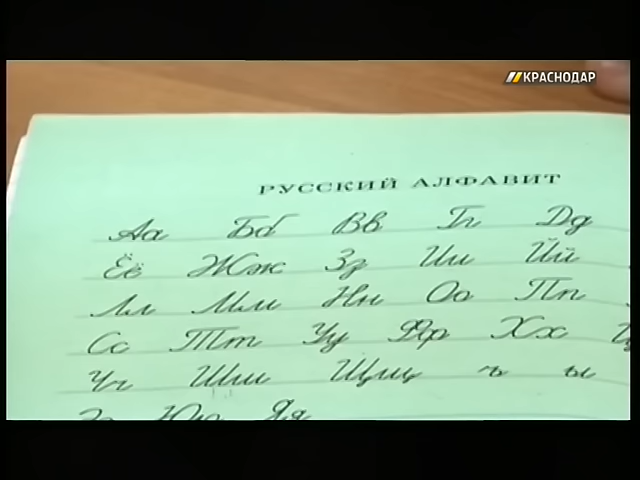 КРАСНОДАР
РУССКИЙ АЛФАВИТ
Аа Бб Вв Гг Дд
Ёё Жж Зз Ии Йй
Лл Мм Нн Оо Пп
Сс Тт Уу Фф Хх Ц
Чч Шш Щщ ъ ы
Ээ Юю Яя